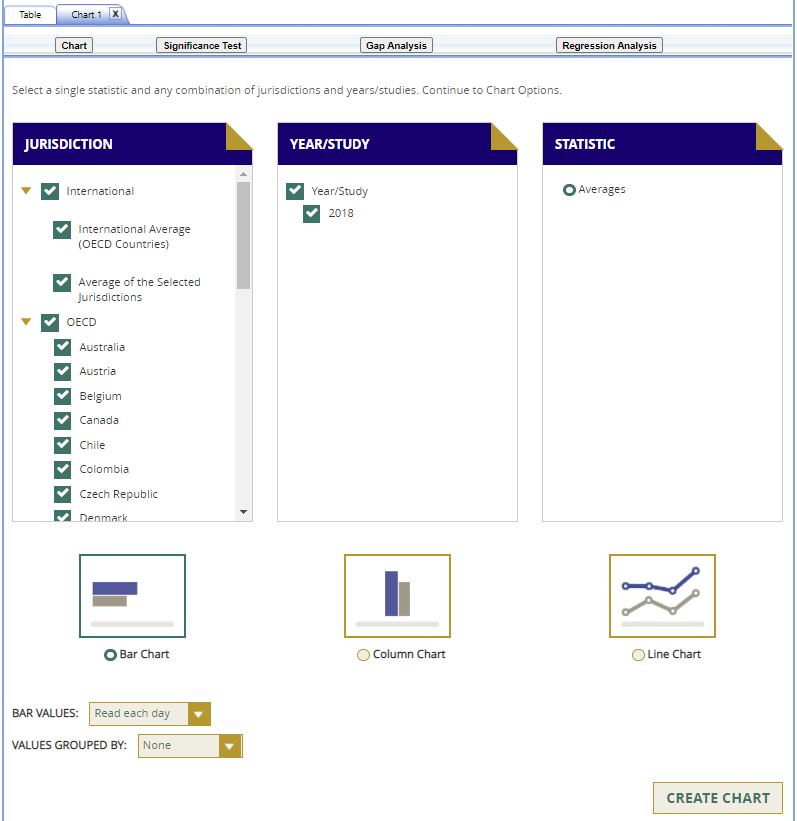 Table
Chart 1
X
Chart
Significance Test
Gap Analysis
Regression Analysis
Select a single statistic and any combination of jurisdictions and years/studies. Continue to Chart Options.
JURISDICTION
International
International Average
(OECD Countries)
Average of the Selected
Jurisdictions
OECD
Australia
Austria
Belgium
Canada
Chile
Colombia
Czech Republic
Denmark
YEAR/STUDY
Year/Study
2018
STATISTIC
Averages
Bar Chart
Column Chart
Line Chart
BAR VALUES: Read each day
VALUES GROUPED BY: None
CREATE CHART